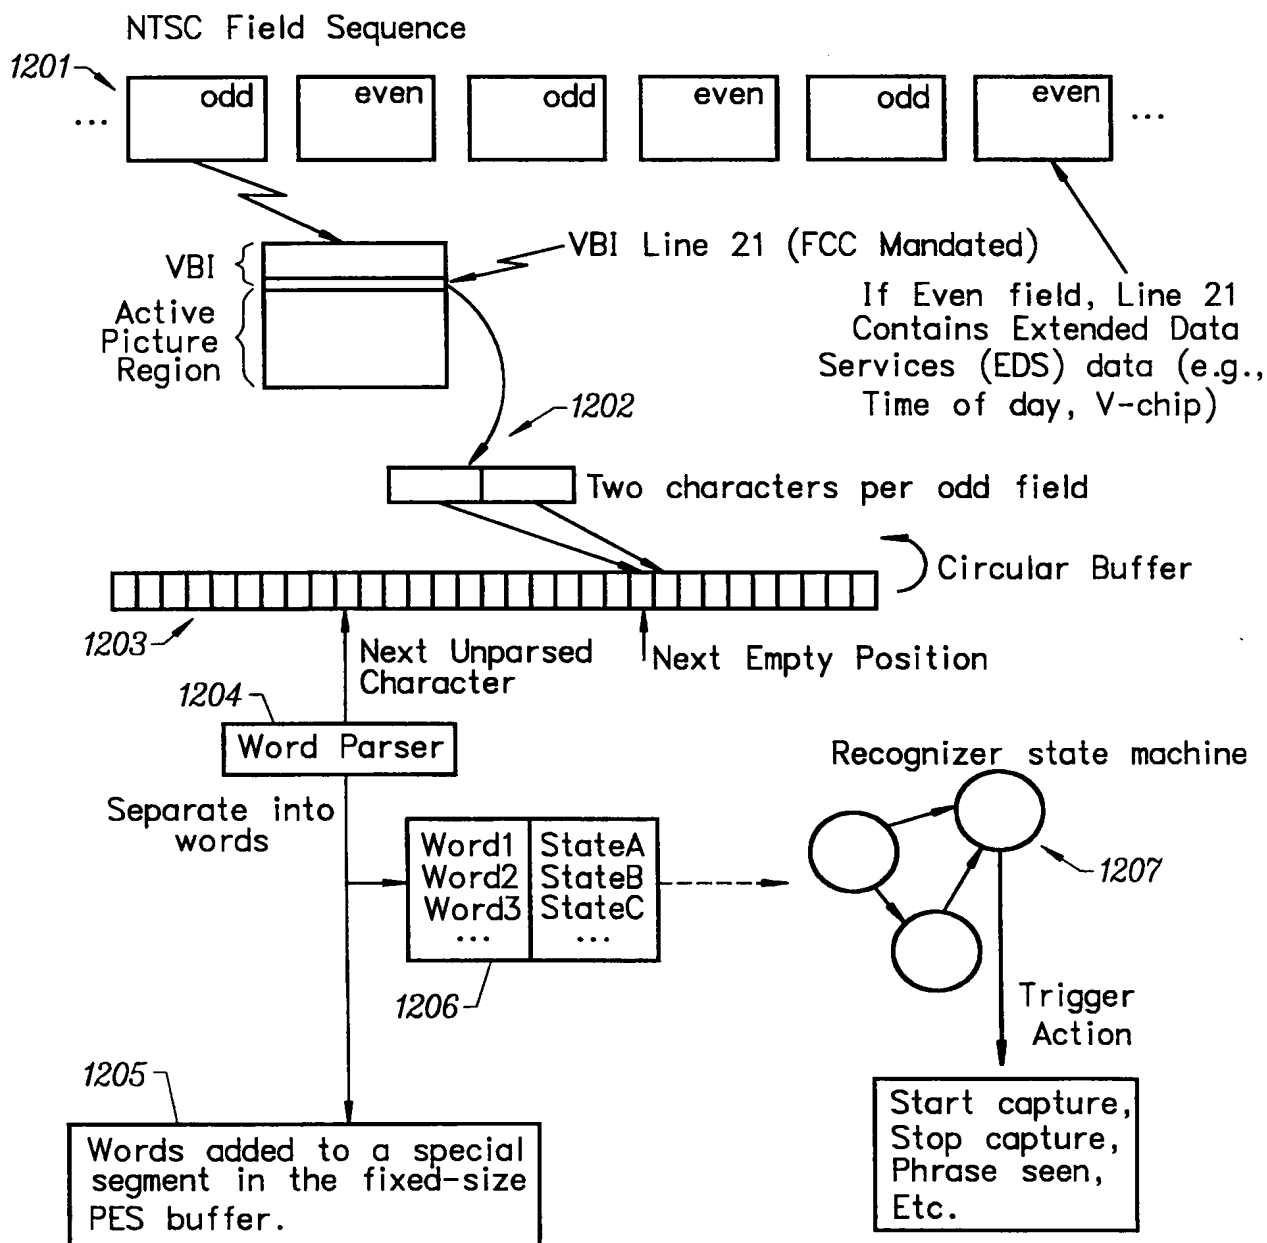 NTSC Field Sequence
1201
... odd even odd even odd even ...
VBI
VBI Line 21 (FCC Mandated)
Active
Picture
Region
If Even field, Line 21
Contains Extended Data
Services (EDS) data (e.g.,
Time of day, V-chip)
1202
Two characters per odd field
Circular Buffer
1203
Next Unparsed
Character
Next Empty Position
1204
Word Parser
Separate into
words
Recognizer state machine
Word1 StateA
Word2 StateB
Word3 StateC
... ...
1206
1207
Trigger
Action
1205
Words added to a special
segment in the fixed-size
PES buffer.
Start capture,
Stop capture,
Phrase seen,
Etc.